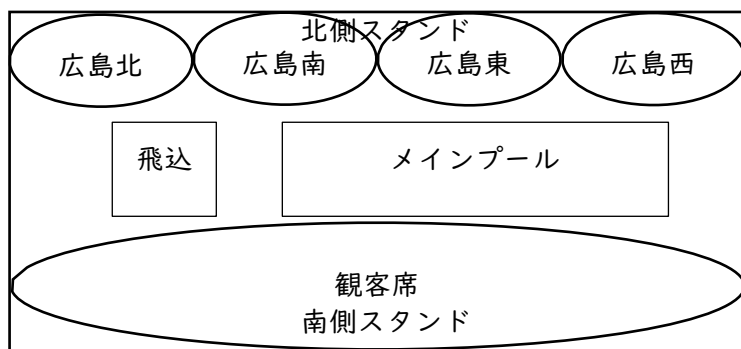 北側スタンド
広島北
広島南
広島東
広島西
飛込
メインプール
観客席
南側スタンド